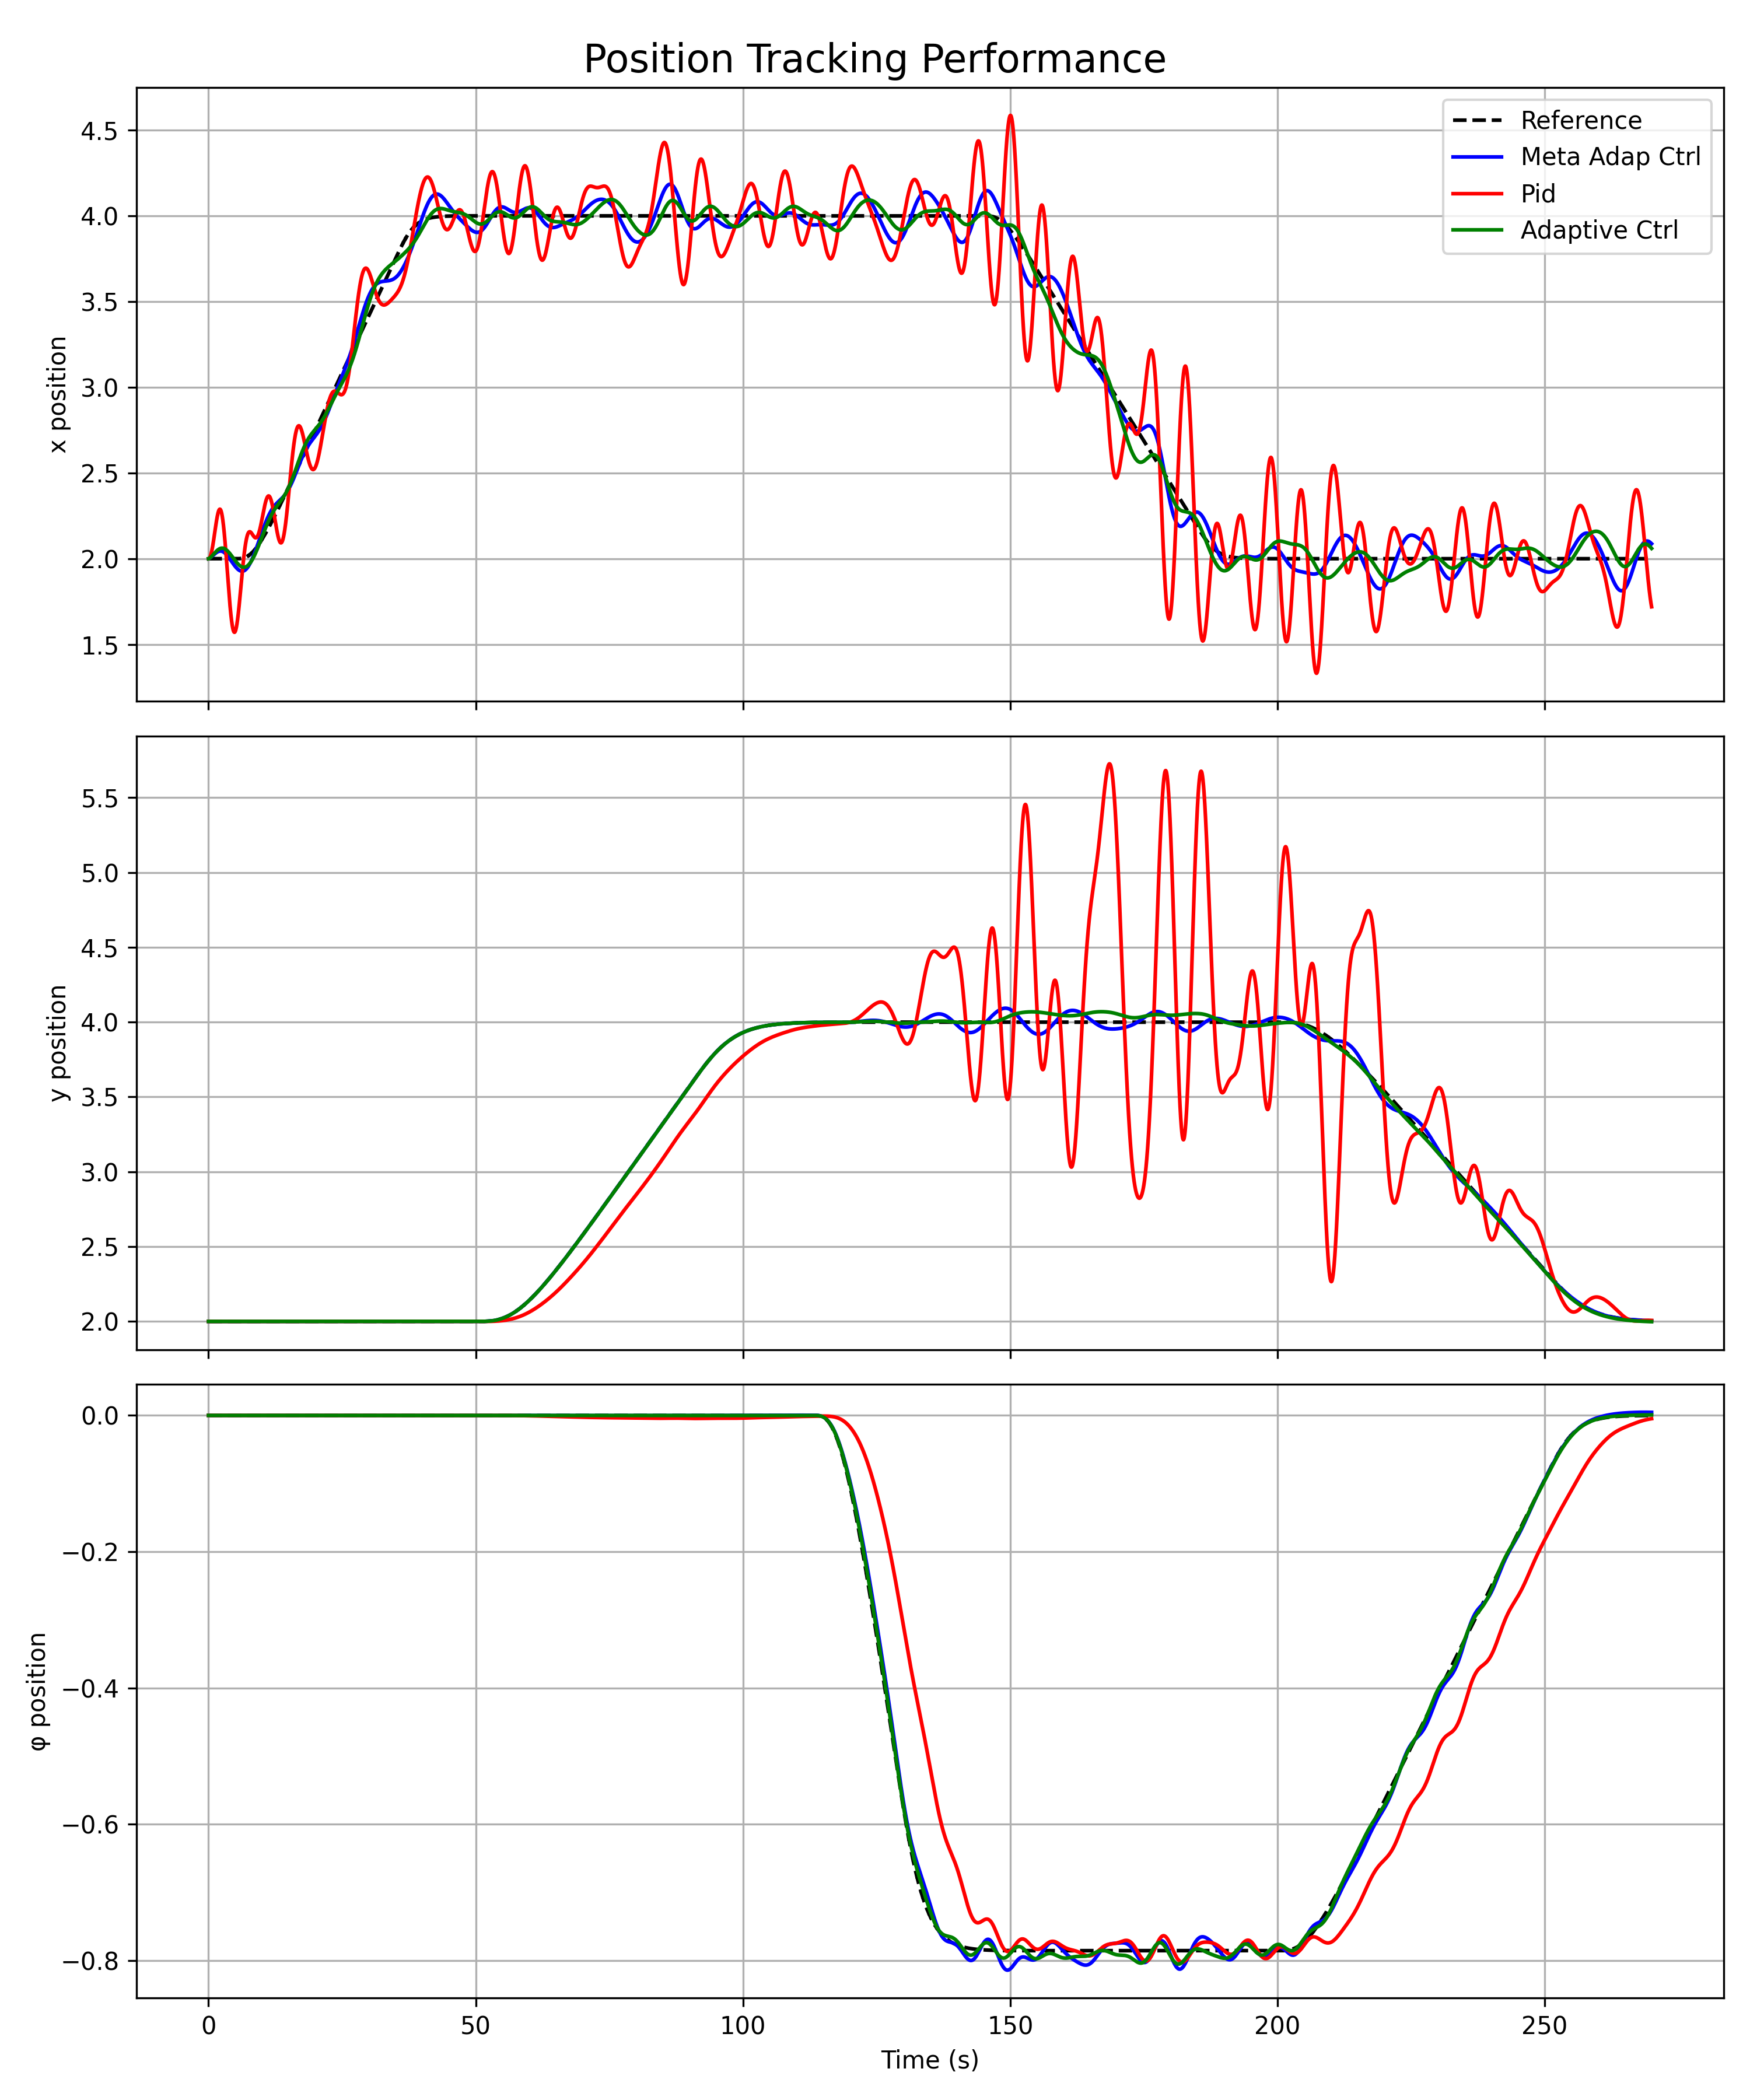 Position Tracking Performance
4.5
4.0
3.5
3.0
2.5
2.0
1.5
x position
Reference
Meta Adap Ctrl
Pid
Adaptive Ctrl
5.5
5.0
4.5
4.0
3.5
3.0
2.5
2.0
y position
0.0
−0.2
−0.4
−0.6
−0.8
φ position
0 50 100 150 200 250
Time (s)